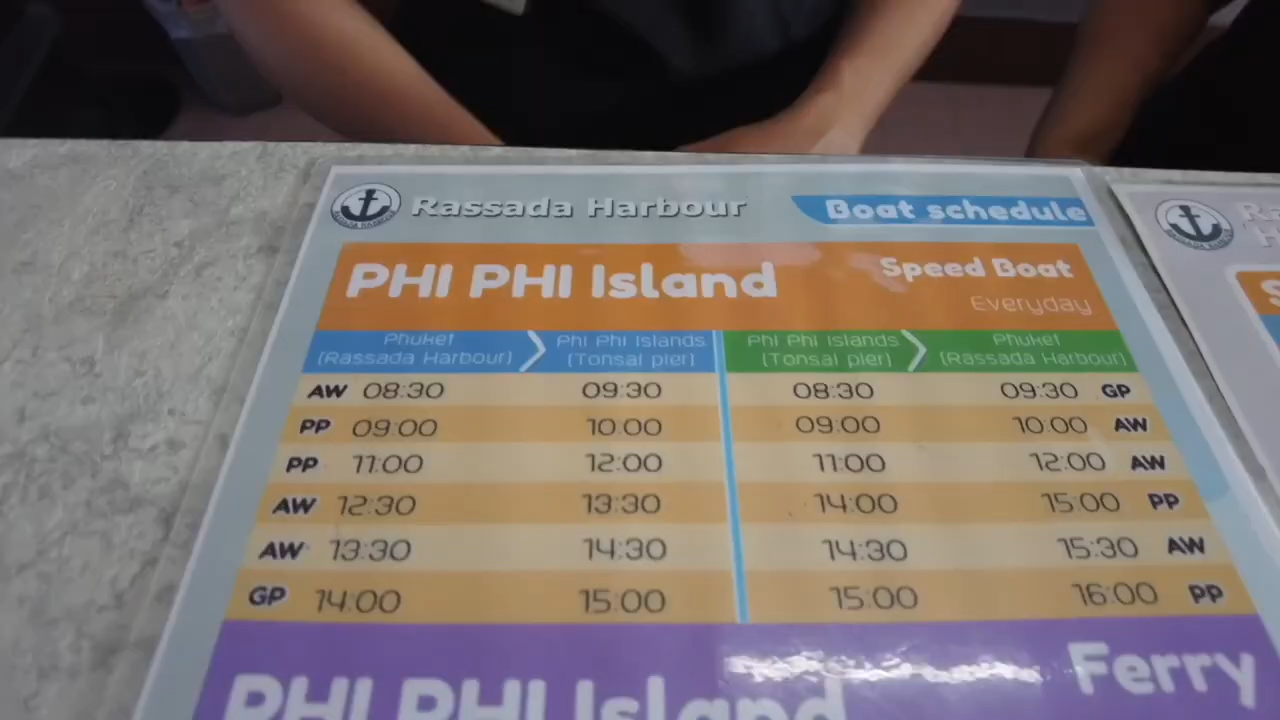 Rassada Harbour Boat schedule
PHI PHI Island Speed Boat
Everyday
Phuket Phi Phi Islands Phi Phi Islands Phuket
(Rassada Harbour) (Tonsai pier) (Tonsai pier) (Rassada Harbour)
AW 08:30 09:30 08:30 09:30 GP
PP 09:00 10:00 09:00 10:00 AW
PP 11:00 12:00 11:00 12:00 AW
AW 12:30 13:30 14:00 15:00 PP
AW 13:30 14:30 14:30 15:30 AW
GP 14:00 15:00 15:00 16:00 PP
PHI PHI Island Ferry